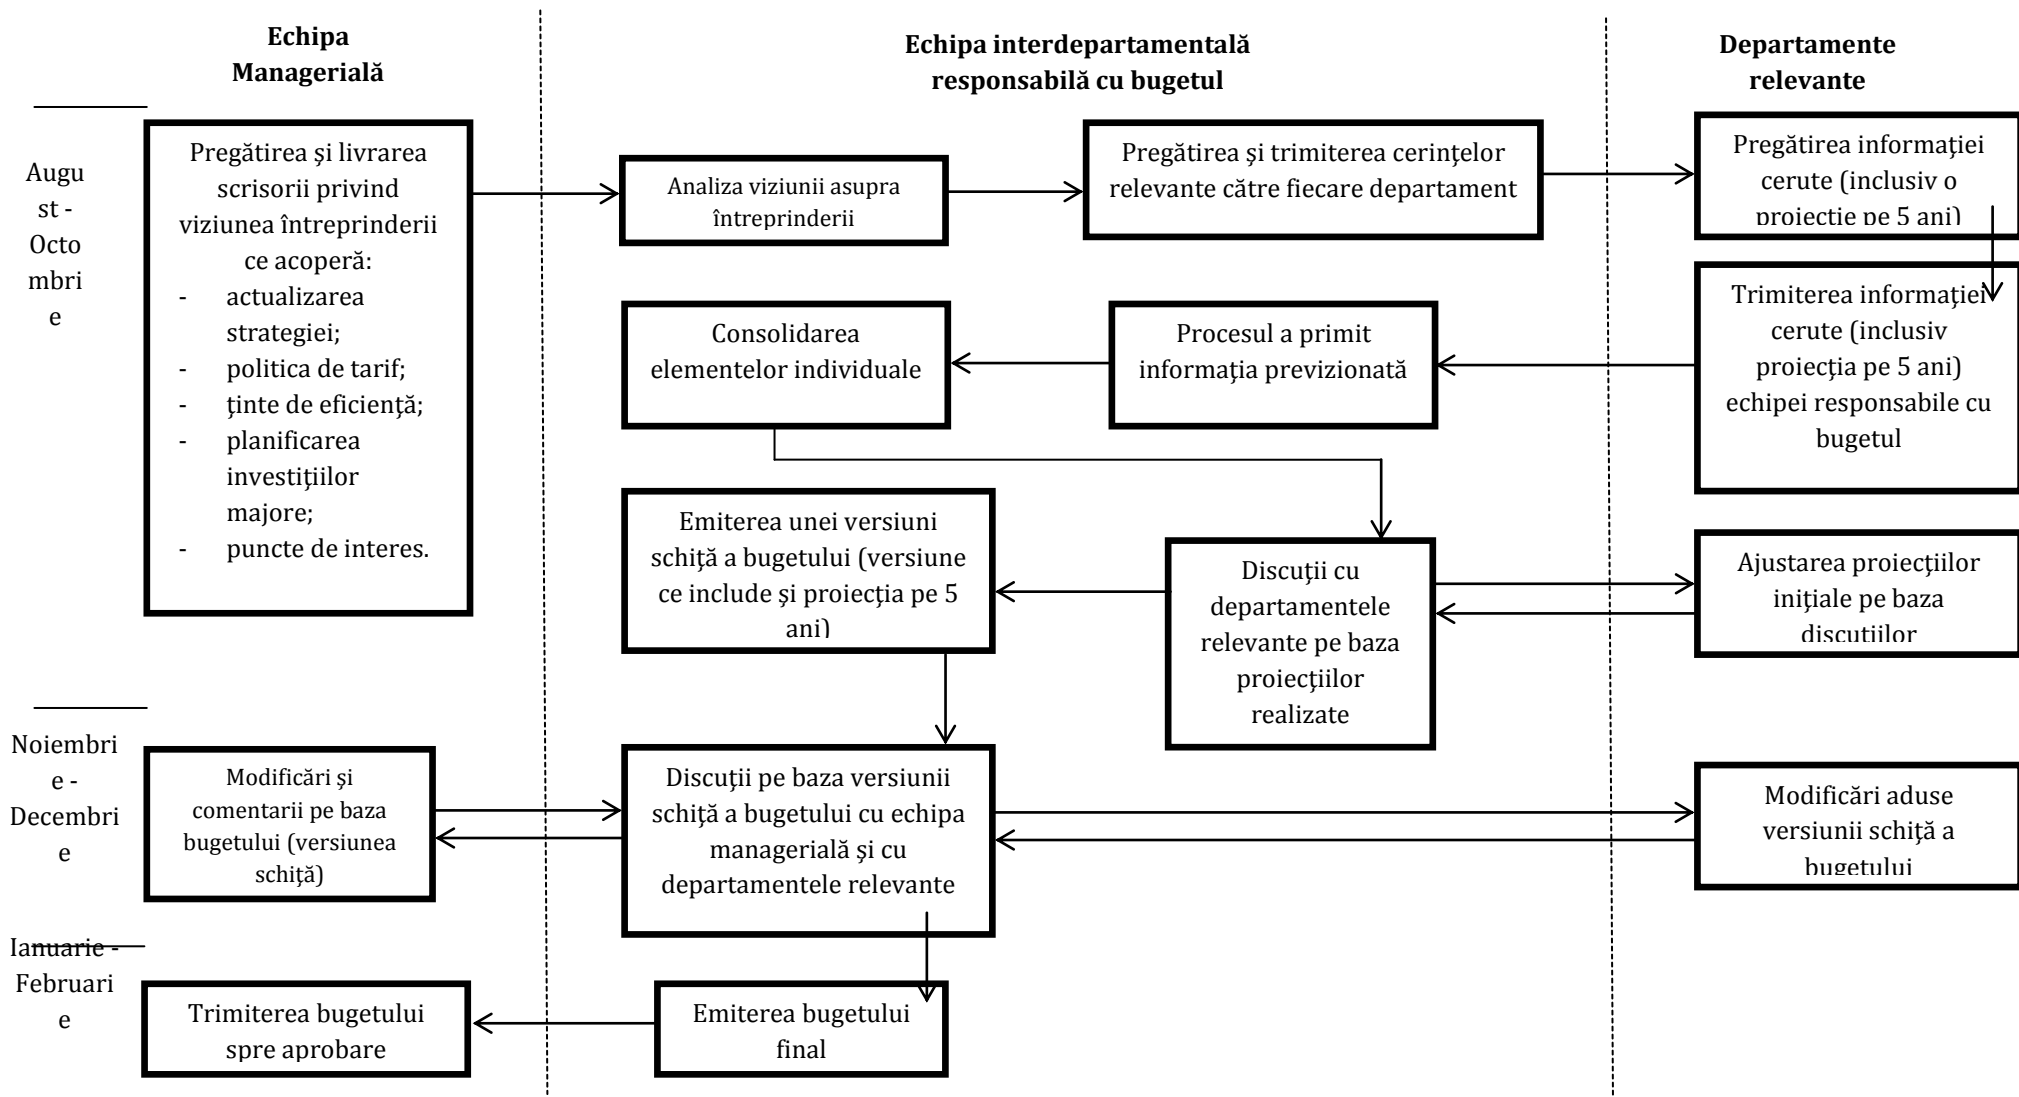 Echipa
Managerială
Echipa interdepartamentală
responsabilă cu bugetul
Departamente
relevante
Augu
st -
Octo
mbri
e
Pregătirea şi livrarea
scrisorii privind
viziunea întreprinderii
ce acoperă:
- actualizarea
strategiei;
- politica de tarif;
- ţinte de eficienţă;
- planificarea
investiţiilor
majore;
- puncte de interes.
Analiza viziunii asupra
întreprinderii
Pregătirea şi trimiterea cerinţelor
relevante către fiecare departament
Pregătirea informaţiei
cerute (inclusiv o
proiecţie pe 5 ani)
Consolidarea
elementelor individuale
Procesul a primit
informaţia previzionată
Trimiterea informaţiei
cerute (inclusiv
proiecţia pe 5 ani)
echipei responsabile cu
bugetul
Emiterea unei versiuni
schiţă a bugetului (versiune
ce include şi proiecţia pe 5
ani)
Discuţii cu
departamentele
relevante pe baza
proiecţiilor
realizate
Ajustarea proiecţiilor
iniţiale pe baza
discuţiilor
Noiembri
e -
Decembri
e
Modificări şi
comentarii pe baza
bugetului (versiunea
schiţă)
Discuţii pe baza versiunii
schiţă a bugetului cu echipa
managerială şi cu
departamentele relevante
Modificări aduse
versiunii schiţă a
bugetului
Ianuarie -
Februari
e
Trimiterea bugetului
spre aprobare
Emiterea bugetului
final